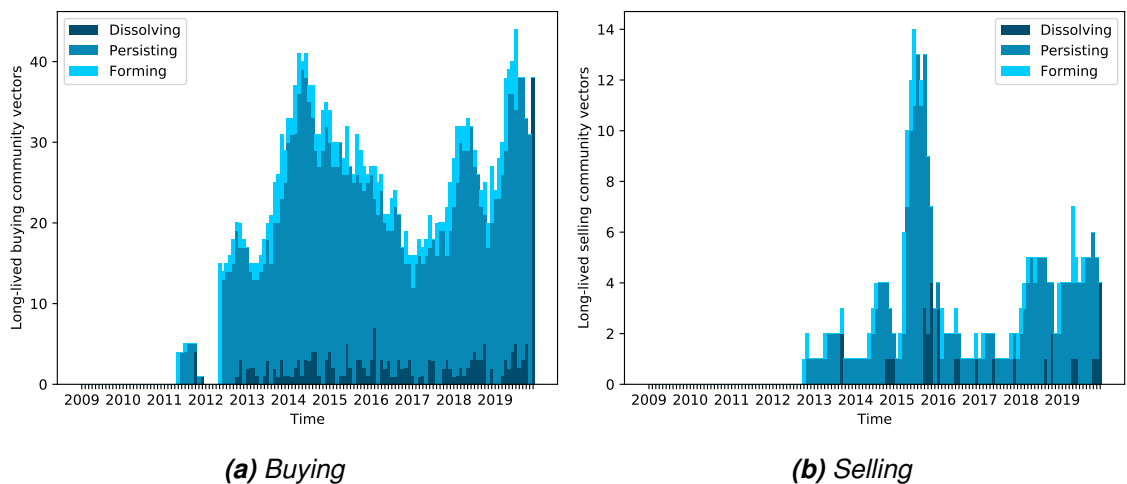 Dissolving
Persisting
Forming
Long-lived buying community vectors
40
30
20
10
0
2009 2010 2011 2012 2013 2014 2015 2016 2017 2018 2019
Time
(a) Buying
Dissolving
Persisting
Forming
Long-lived selling community vectors
14
12
10
8
6
4
2
0
2009 2010 2011 2012 2013 2014 2015 2016 2017 2018 2019
Time
(b) Selling